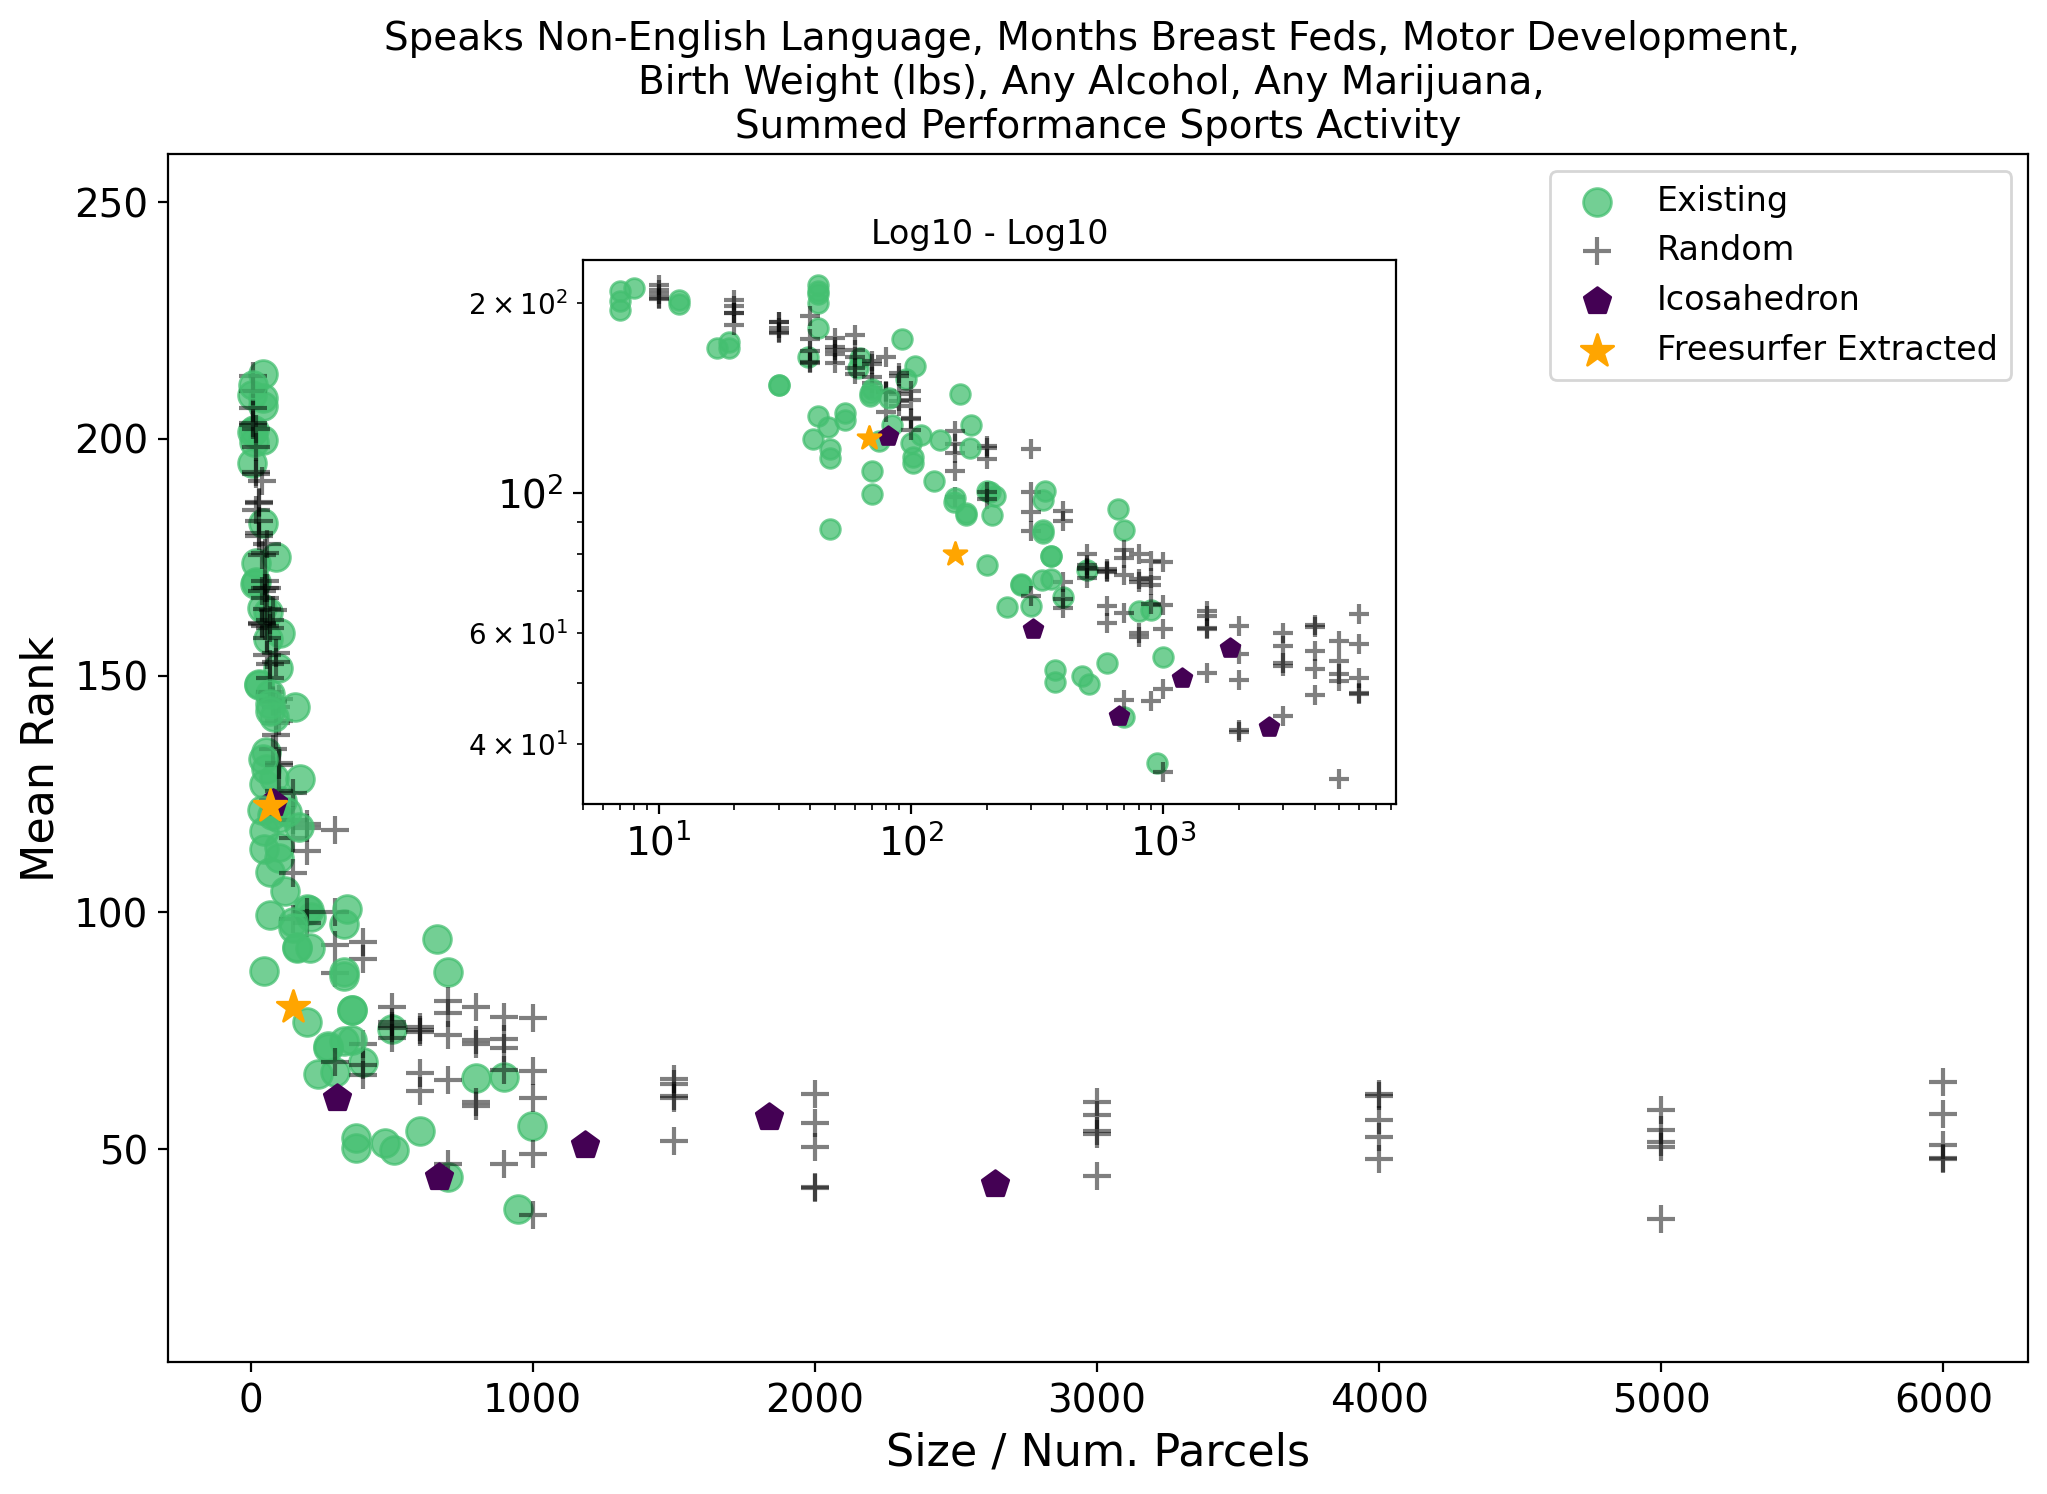 Speaks Non-English Language, Months Breast Feds, Motor Development,
Birth Weight (lbs), Any Alcohol, Any Marijuana,
Summed Performance Sports Activity
250
200
150
100
50
Mean Rank
Existing
Random
Icosahedron
Freesurfer Extracted
Log10 - Log10
2 × 10²
10²
6 × 10¹
4 × 10¹
10¹ 10² 10³
0 1000 2000 3000 4000 5000 6000
Size / Num. Parcels